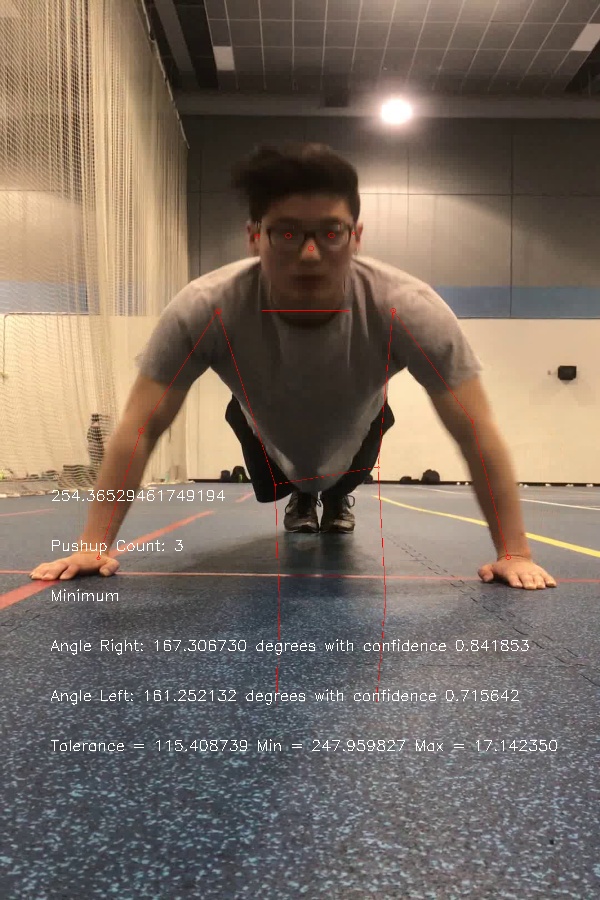 254.36529461749194
Pushup Count: 3
Minimum
Angle Right: 167.306730 degrees with confidence 0.841853
Angle Left: 161.252132 degrees with confidence 0.715642
Tolerance = 115.408739 Min = 247.959827 Max = 17.142350